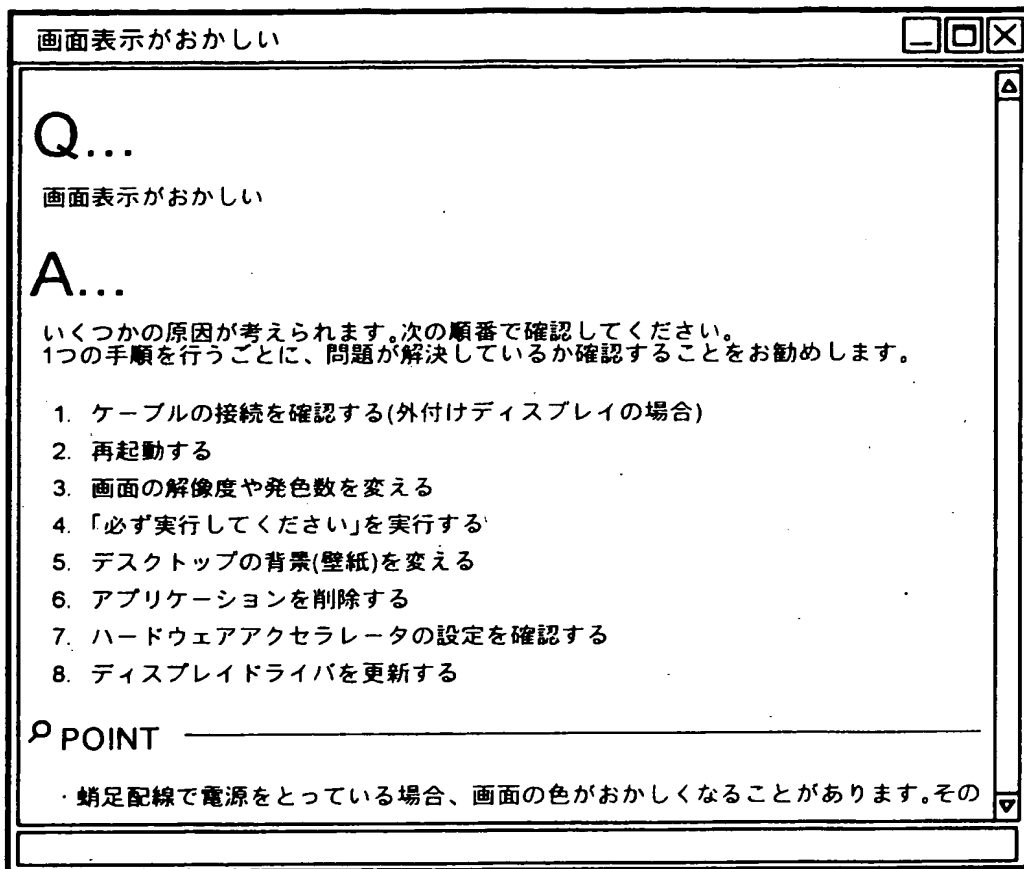 画面表示がおかしい
Q...
画面表示がおかしい
A...
いくつかの原因が考えられます。次の順番で確認してください。
1つの手順を行うごとに、問題が解決しているか確認することをお勧めします。
1. ケーブルの接続を確認する(外付けディスプレイの場合)
2. 再起動する
3. 画面の解像度や発色数を変える
4. 「必ず実行してください」を実行する
5. デスクトップの背景(壁紙)を変える
6. アプリケーションを削除する
7. ハードウェアアクセラレータの設定を確認する
8. ディスプレイドライバを更新する
POINT
・蛸足配線で電源をとっている場合、画面の色がおかしくなることがあります。その